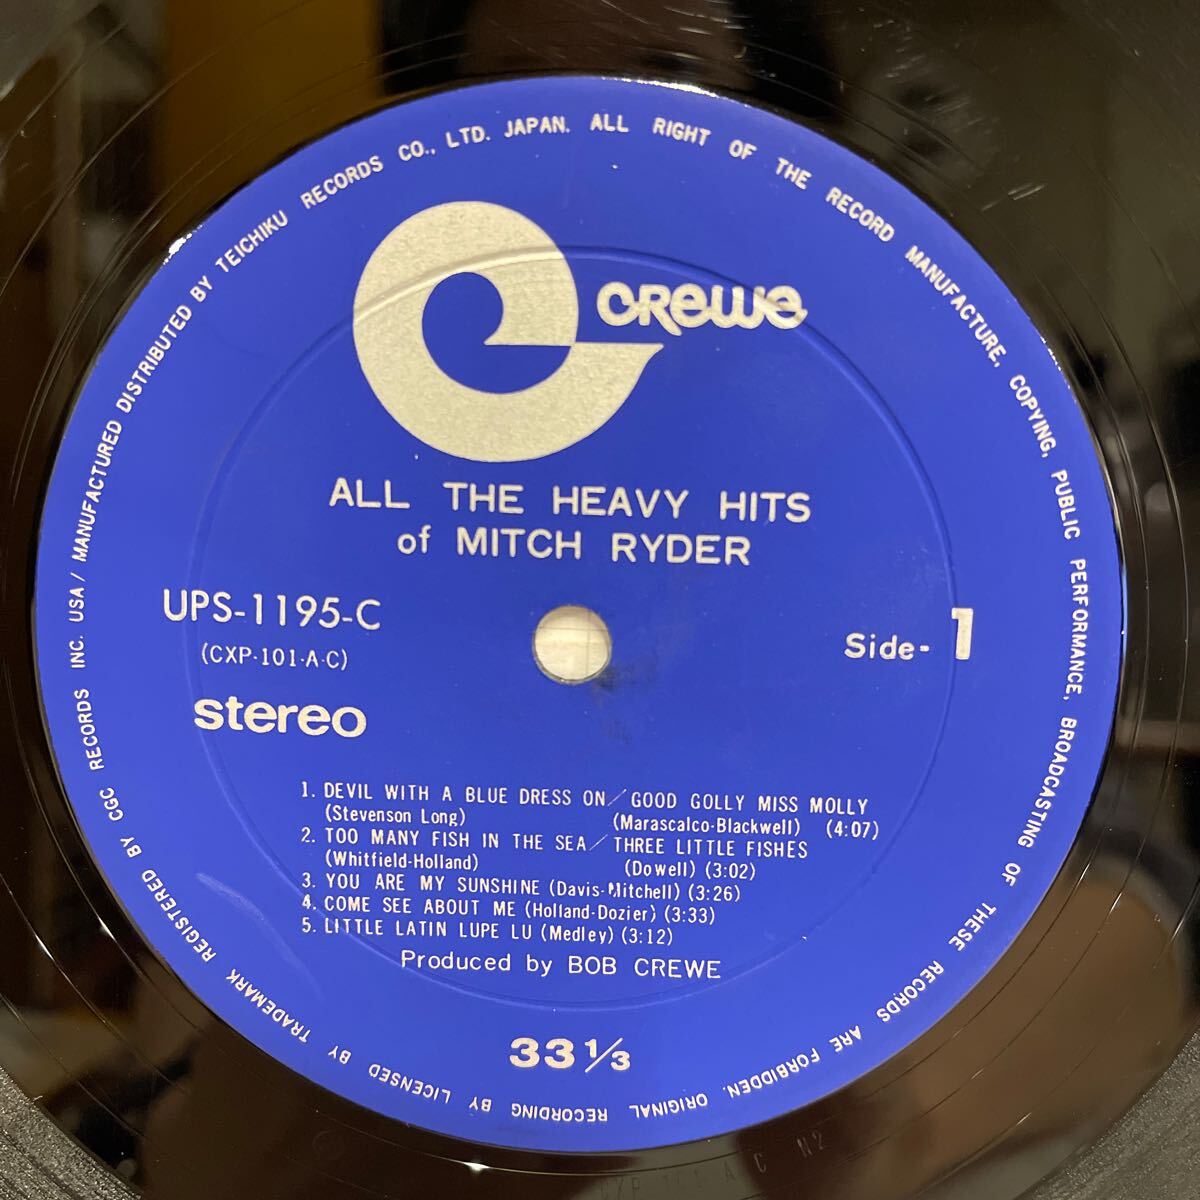 crewe
ALL THE HEAVY HITS
of MITCH RYDER
UPS-1195-C
(CXP-101-A-C)
stereo
Side- 1
1. DEVIL WITH A BLUE DRESS ON／GOOD GOLLY MISS MOLLY
(Stevenson Long) (Marascalco-Blackwell) (4:07)
2. TOO MANY FISH IN THE SEA／THREE LITTLE FISHES
(Whitfield-Holland) (Dowell) (3:02)
3. YOU ARE MY SUNSHINE (Davis-Mitchell) (3:26)
4. COME SEE ABOUT ME (Holland-Dozier) (3:33)
5. LITTLE LATIN LUPE LU (Medley) (3:12)
Produced by BOB CREWE
33 1/3
ORIGINAL RECORDING BY LICENSED BY TRADEMARK REGISTERED BY CGC RECORDS INC. USA / MANUFACTURED DISTRIBUTED BY TEICHIKU RECORDS CO., LTD. JAPAN. ALL RIGHT OF THE RECORD MANUFACTURE, COPYING, PUBLIC PERFORMANCE, BROADCASTING OF THESE RECORDS ARE FORBIDDEN.